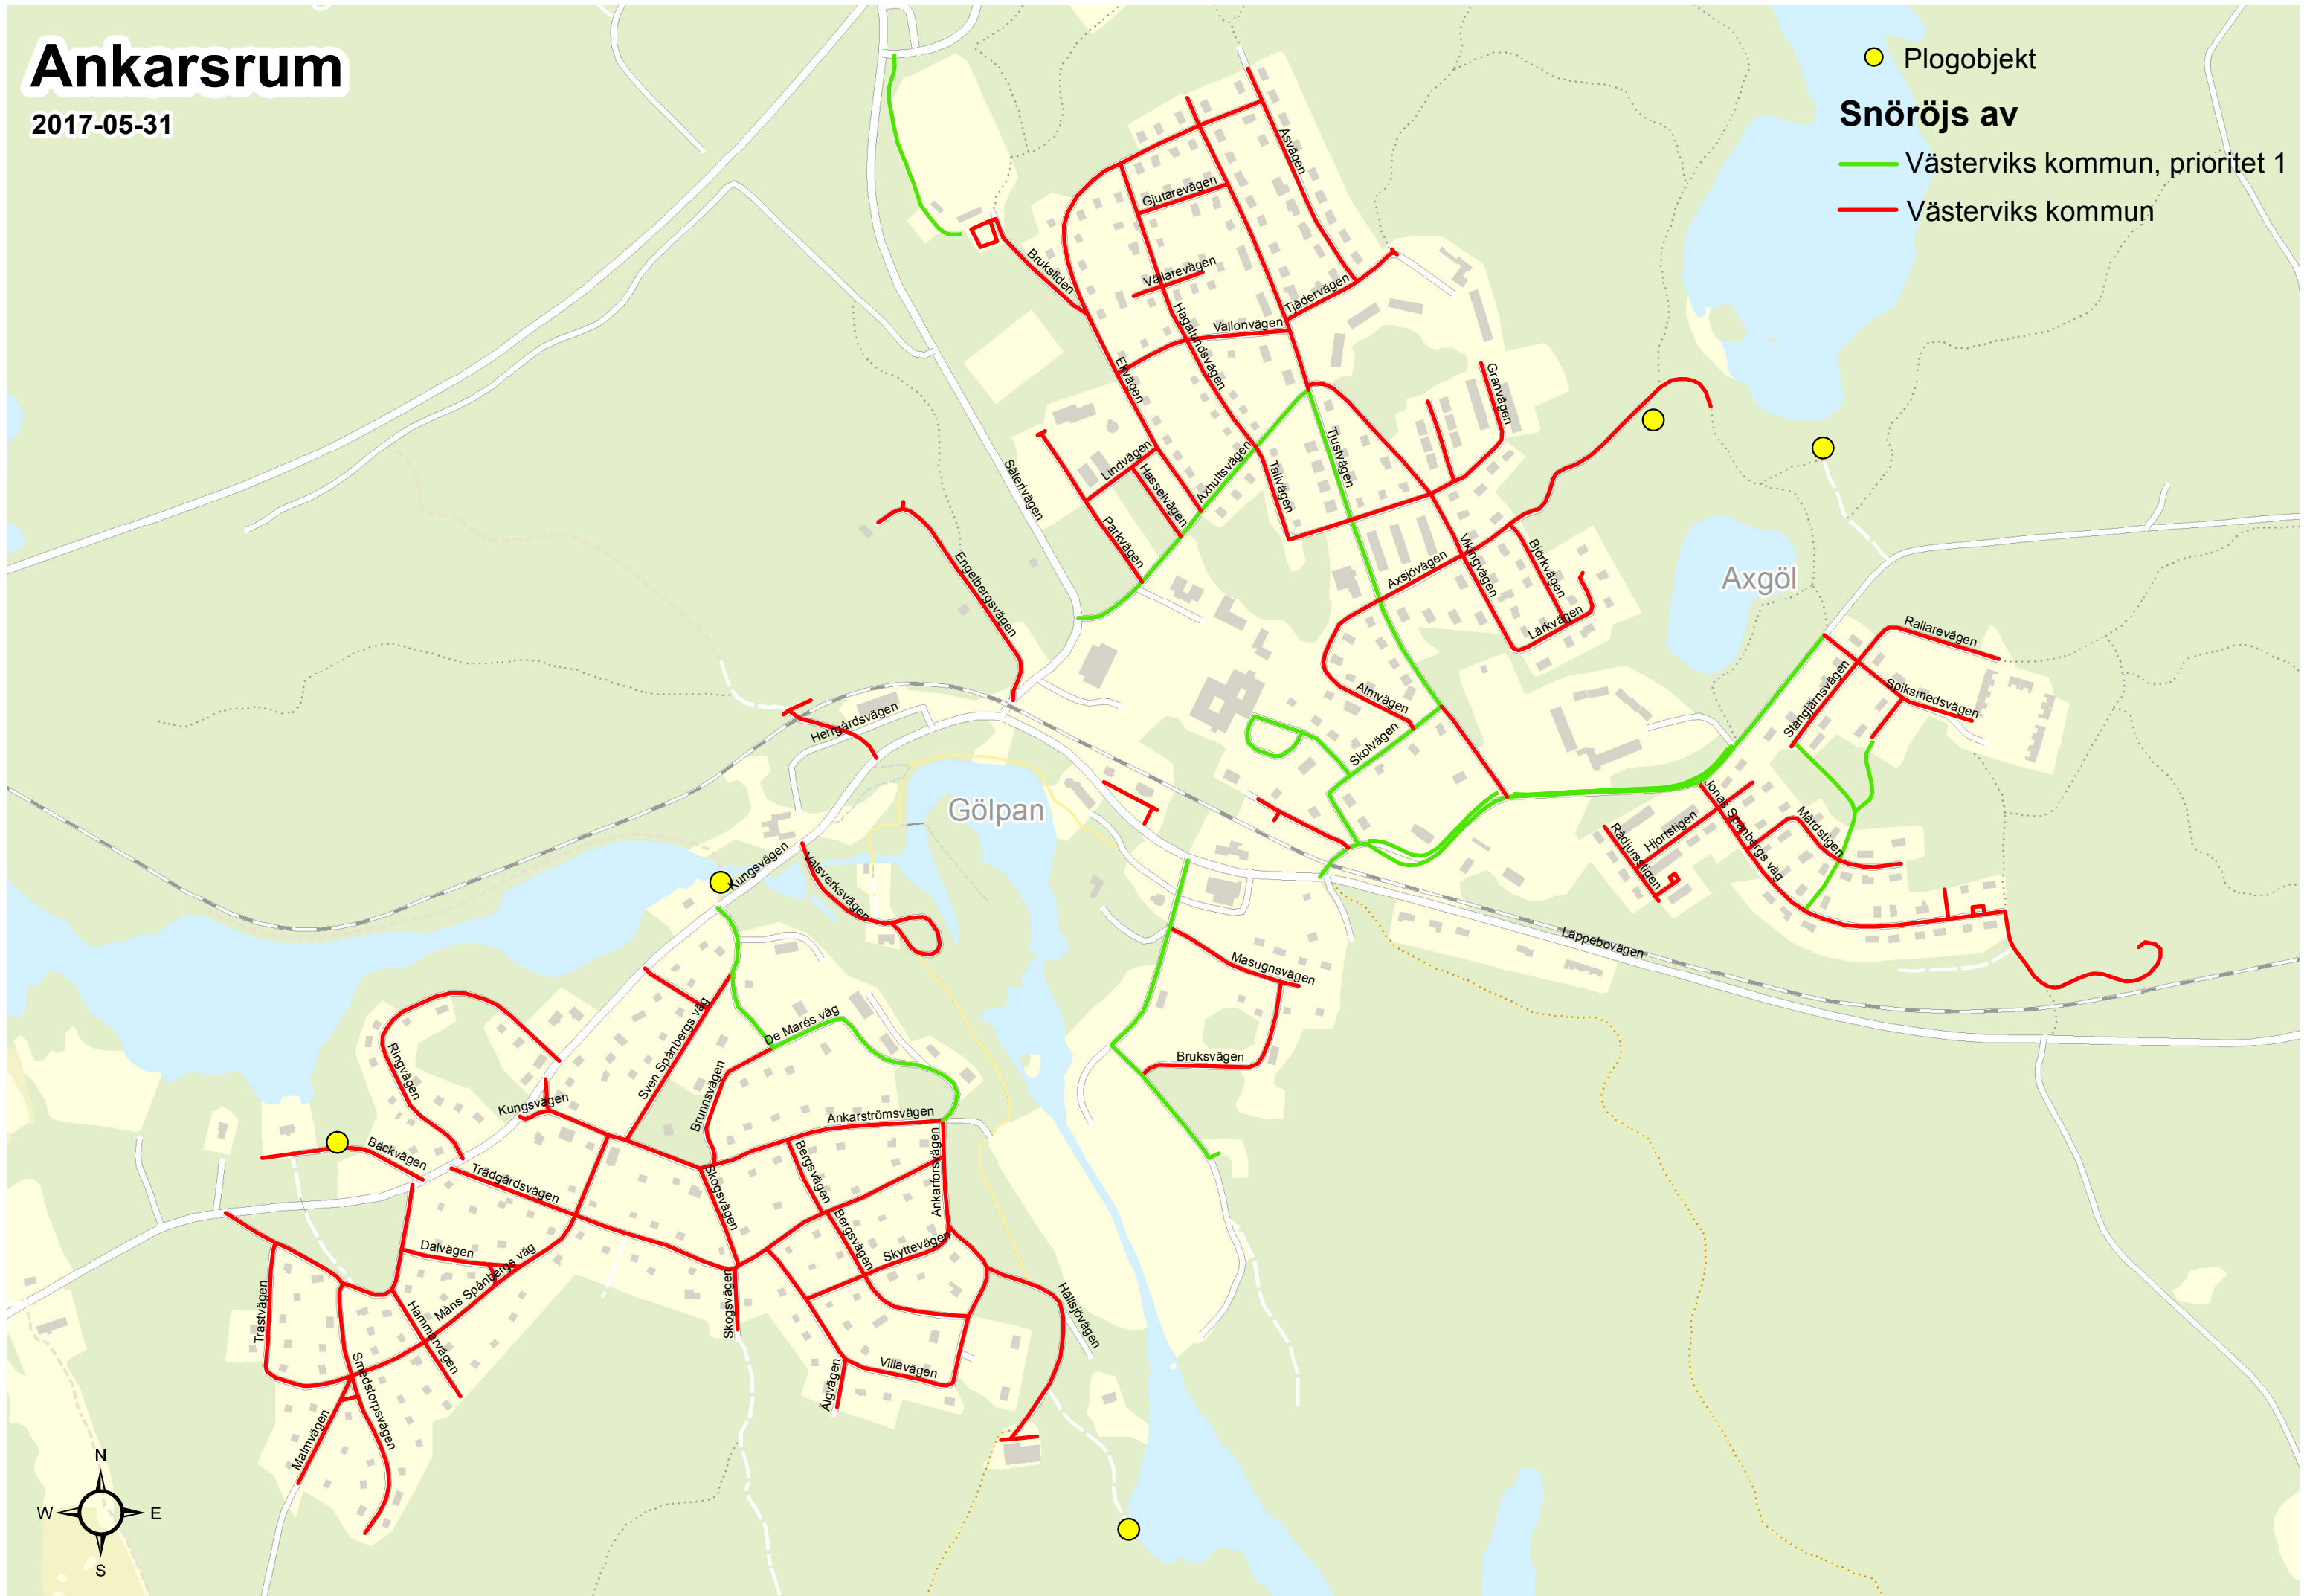 Ankarsrum
2017-05-31
Plogobjekt
Snöröjs av
Västerviks kommun, prioritet 1
Västerviks kommun
Åsvägen
Gjutarevägen
Bruksliden
Vällarevägen
Tjädervägen
Hagalundsvägen
Vallonvägen
Ekvägen
Granvägen
Säterivägen
Lindvägen
Hasselvägen
Axhultsvägen
Tallvägen
Tjustvägen
Parkvägen
Engelbergsvägen
Axsjövägen
Vikingvägen
Björkvägen
Lärkvägen
Axgöl
Rallarevägen
Spiksmedsvägen
Stångjärnsvägen
Almvägen
Skolvägen
Herrgårdsvägen
Gölpan
Jonas Spånbergs väg
Mårdstigen
Hjortstigen
Rådjursstigen
Kungsvägen
Valsverksvägen
Läppebovägen
Masugnsvägen
De Marés väg
Sven Spånbergs väg
Bruksvägen
Ringvägen
Brunnsvägen
Kungsvägen
Ankarströmsvägen
Bäckvägen
Trädgårdsvägen
Skogsvägen
Bergsvägen
Ankarforsvägen
Bergsvägen
Skyttevägen
Dalvägen
Måns Spånbergs väg
Hammarvägen
Trastvägen
Skogsvägen
Hällsjövägen
Villavägen
Älgvägen
Smedstorpsvägen
Malmvägen
N
W
E
S